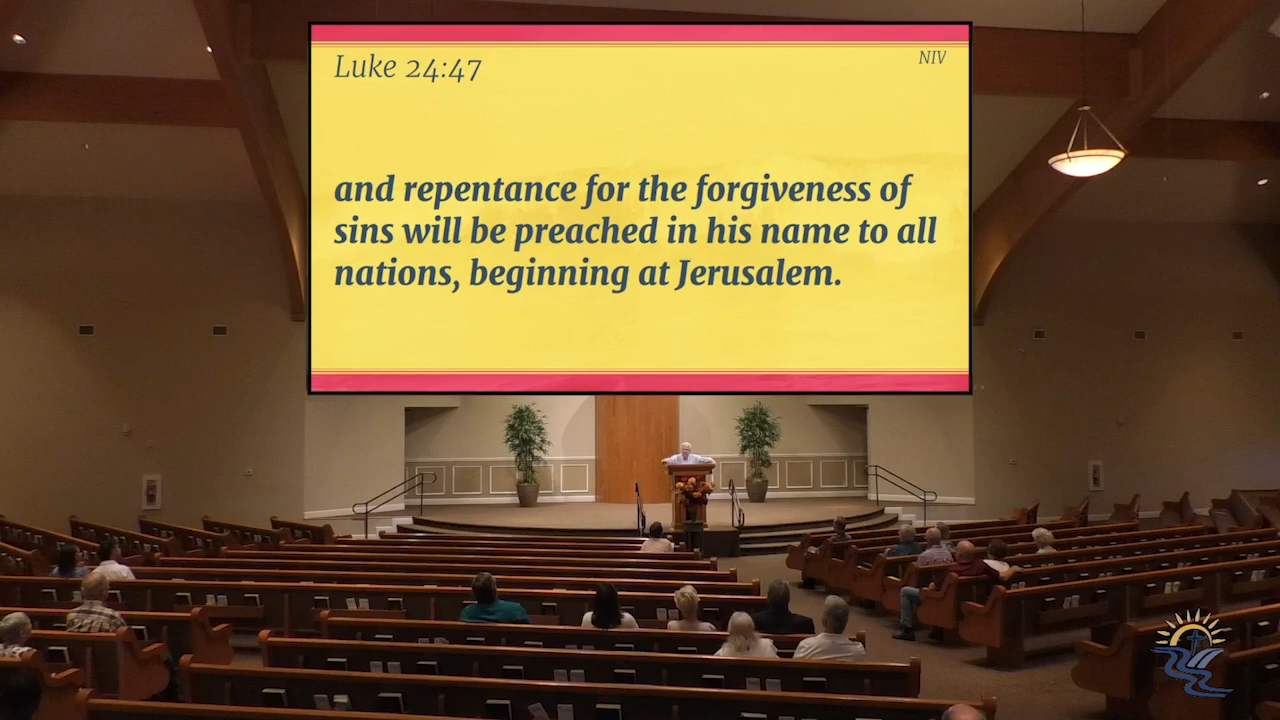 Luke 24:47
NIV
and repentance for the forgiveness of
sins will be preached in his name to all
nations, beginning at Jerusalem.